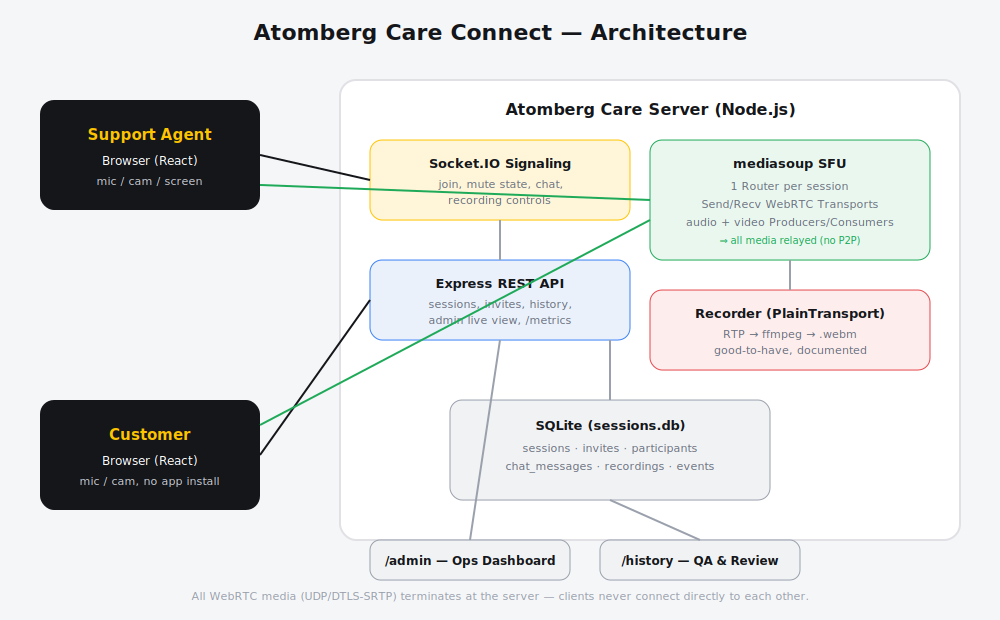 Atomberg Care Connect — Architecture
Support Agent
Browser (React)
mic / cam / screen
Customer
Browser (React)
mic / cam, no app install
Atomberg Care Server (Node.js)
Socket.IO Signaling
join, mute state, chat,
recording controls
mediasoup SFU
1 Router per session
Send/Recv WebRTC Transports
audio + video Producers/Consumers
→ all media relayed (no P2P)
Express REST API
sessions, invites, history,
admin live view, /metrics
Recorder (PlainTransport)
RTP → ffmpeg → .webm
good-to-have, documented
SQLite (sessions.db)
sessions · invites · participants
chat_messages · recordings · events
/admin — Ops Dashboard
/history — QA & Review
All WebRTC media (UDP/DTLS-SRTP) terminates at the server — clients never connect directly to each other.